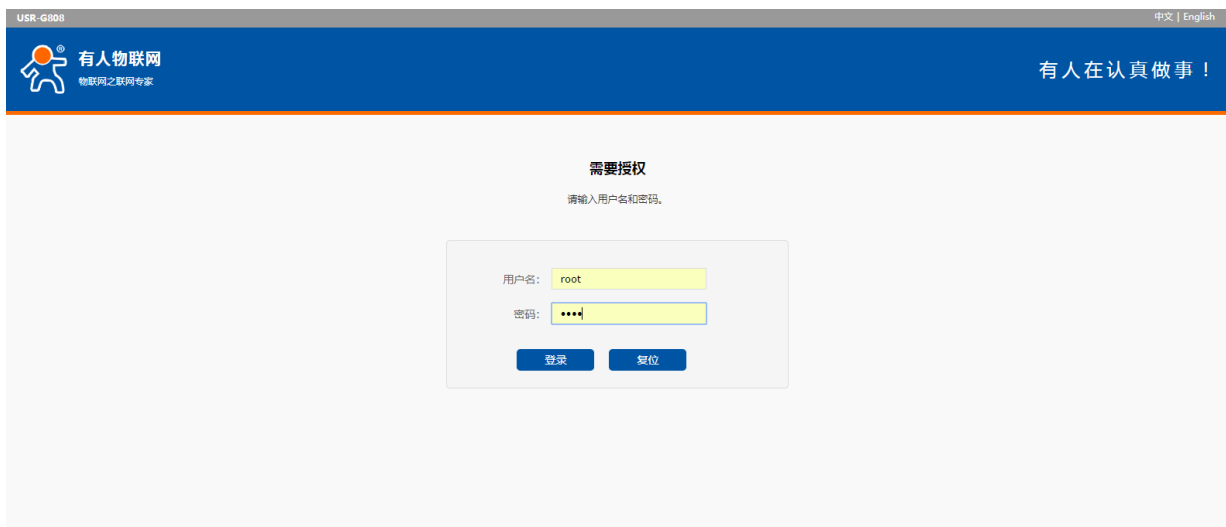 USR-G808
中文 | English
有人物联网
®
物联网之联网专家
有人在认真做事！
需要授权
请输入用户名和密码。
用户名： root
密码： ••••
登录 复位